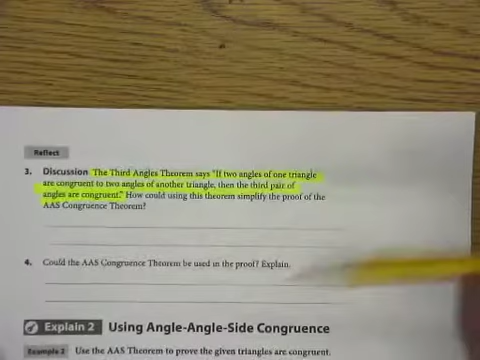 Reflect
3. Discussion The Third Angles Theorem says "If two angles of one triangle
are congruent to two angles of another triangle, then the third pair of
angles are congruent." How could using this theorem simplify the proof of the
AAS Congruence Theorem?
4. Could the AAS Congruence Theorem be used in the proof? Explain.
Explain 2 Using Angle-Angle-Side Congruence
Example 2 Use the AAS Theorem to prove the given triangles are congruent.